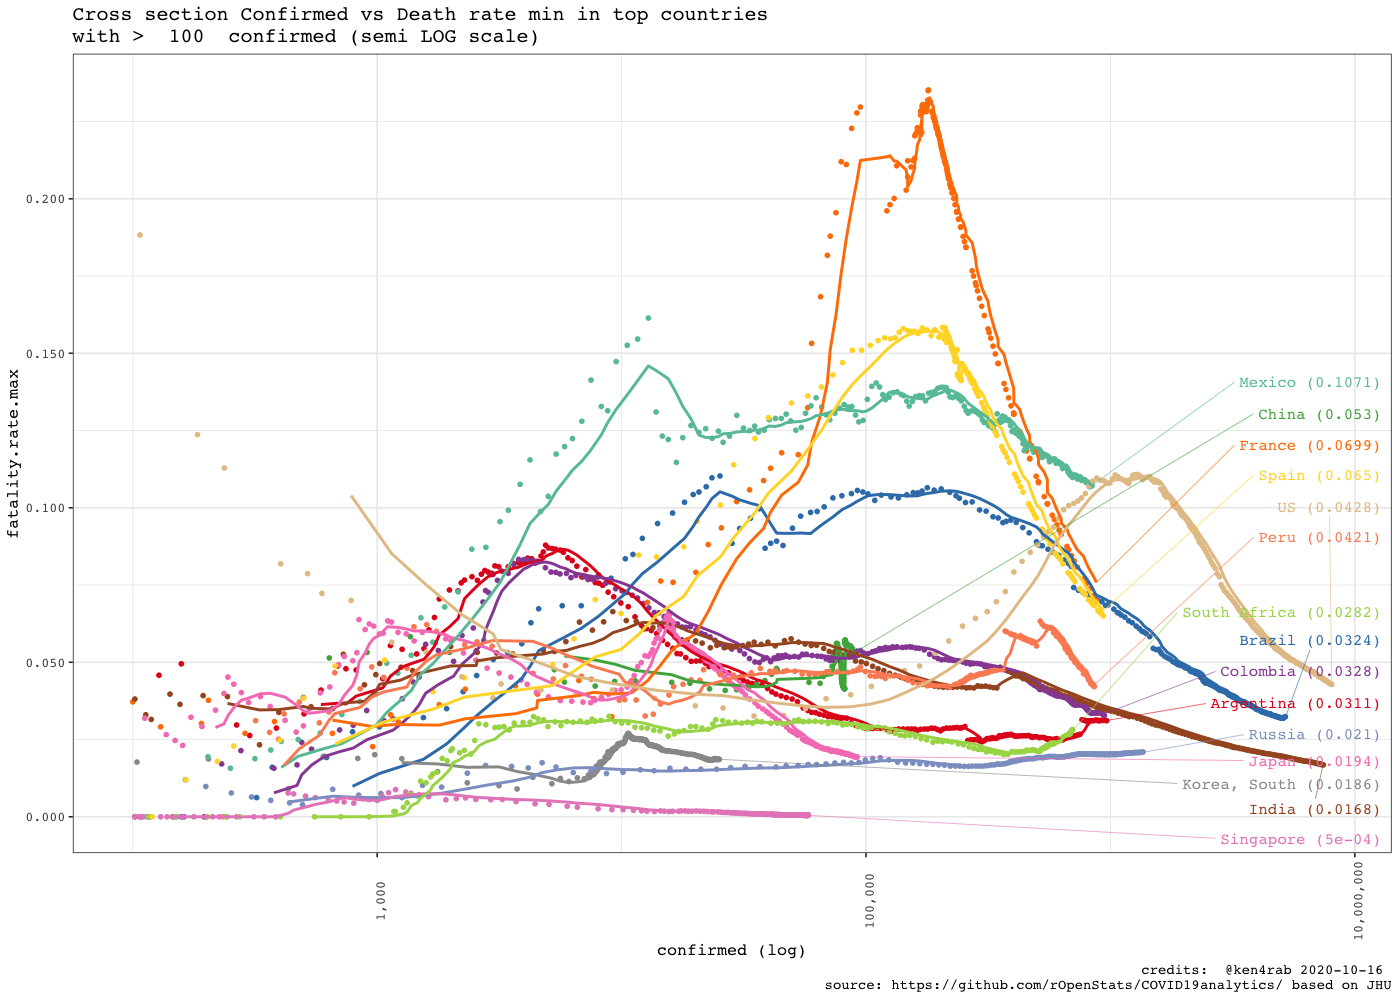 Cross section Confirmed vs Death rate min in top countries
with >  100  confirmed (semi LOG scale)
fatality.rate.max
0.200
0.150
0.100
0.050
0.000
Mexico (0.1071)
China (0.053)
France (0.0699)
Spain (0.065)
US (0.0428)
Peru (0.0421)
South Africa (0.0282)
Brazil (0.0324)
Colombia (0.0328)
Argentina (0.0311)
Russia (0.021)
Japan (0.0194)
Korea, South (0.0186)
India (0.0168)
Singapore (5e-04)
1,000
100,000
10,000,000
confirmed (log)
credits:  @ken4rab 2020-10-16
source: https://github.com/rOpenStats/COVID19analytics/ based on JHU